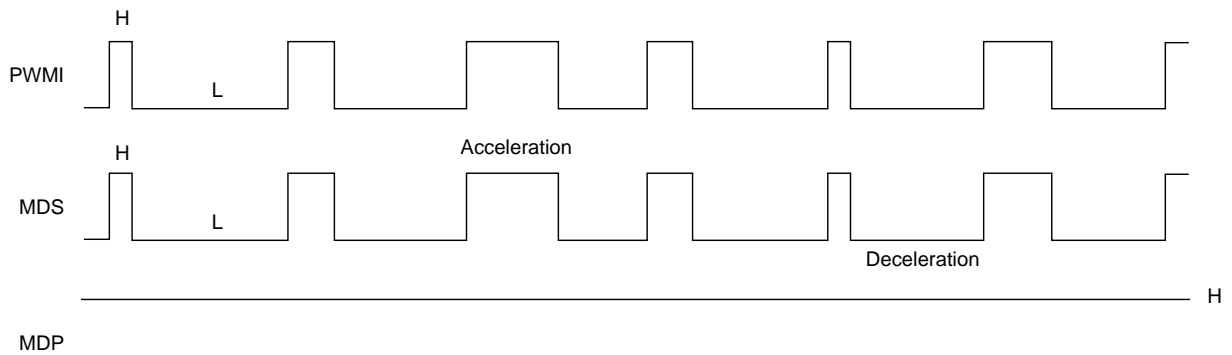 H
PWMI
L
Acceleration
H
MDS
L
Deceleration
H
MDP